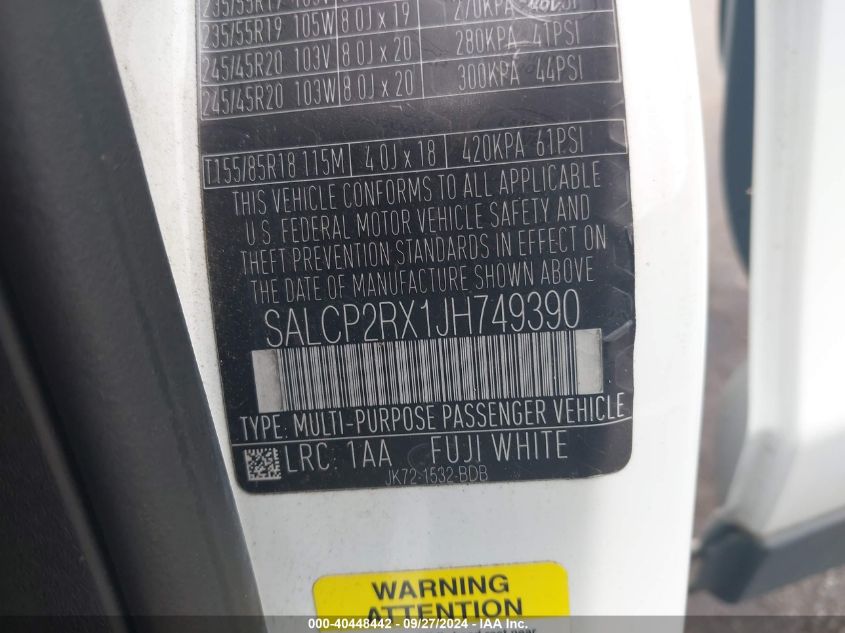 235/55R19 105W 8.0J x 19 270KPA
245/45R20 103V 8.0J x 20 280KPA 41PSI
245/45R20 103W 8.0J x 20 300KPA 44PSI
T155/85R18 115M 4.0J x 18 420KPA 61PSI
THIS VEHICLE CONFORMS TO ALL APPLICABLE
U.S. FEDERAL MOTOR VEHICLE SAFETY AND
THEFT PREVENTION STANDARDS IN EFFECT ON
THE DATE OF MANUFACTURE SHOWN ABOVE.
SALCP2RX1JH749390
TYPE: MULTI-PURPOSE PASSENGER VEHICLE
LRC: 1AA FUJI WHITE
JK72-1532-BDB
WARNING
ATTENTION
000-40448442 - 09/27/2024 - IAA Inc.